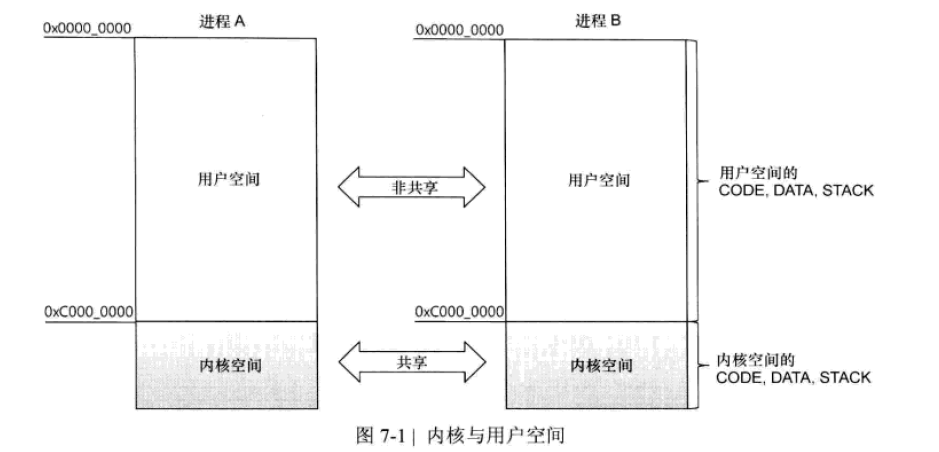 进程 A
进程 B
0x0000_0000
0x0000_0000
用户空间
非共享
用户空间
用户空间的
CODE, DATA, STACK
0xC000_0000
0xC000_0000
内核空间
共享
内核空间
内核空间的
CODE, DATA, STACK
图 7-1 | 内核与用户空间